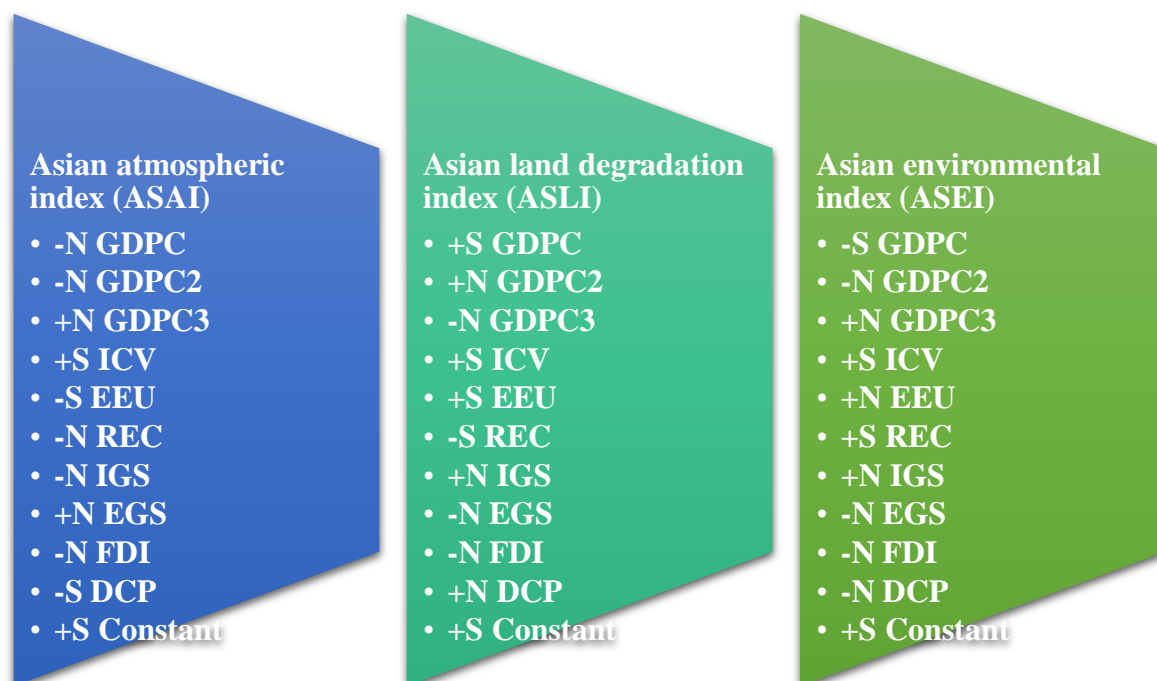 Asian atmospheric
index (ASAI)
• -N GDPC
• -N GDPC2
• +N GDPC3
• +S ICV
• -S EEU
• -N REC
• -N IGS
• +N EGS
• -N FDI
• -S DCP
• +S Constant
Asian land degradation
index (ASLI)
• +S GDPC
• +N GDPC2
• -N GDPC3
• +S ICV
• +S EEU
• -S REC
• +N IGS
• -N EGS
• -N FDI
• +N DCP
• +S Constant
Asian environmental
index (ASEI)
• -S GDPC
• -N GDPC2
• +N GDPC3
• +S ICV
• +N EEU
• +S REC
• +N IGS
• -N EGS
• -N FDI
• -N DCP
• +S Constant